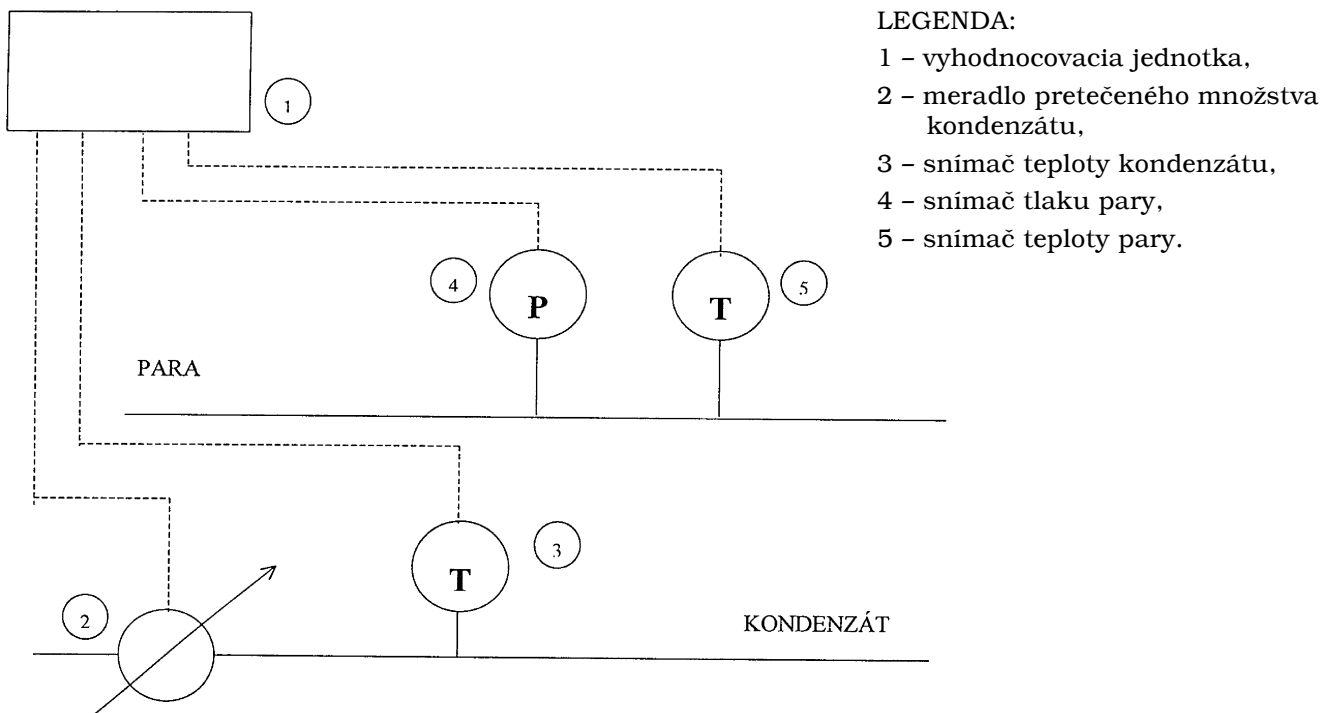 LEGENDA:
1 – vyhodnocovacia jednotka,
2 – meradlo pretečeného množstva
kondenzátu,
3 – snímač teploty kondenzátu,
4 – snímač tlaku pary,
5 – snímač teploty pary.
1
4
P
T
5
PARA
T
3
2
KONDENZÁT